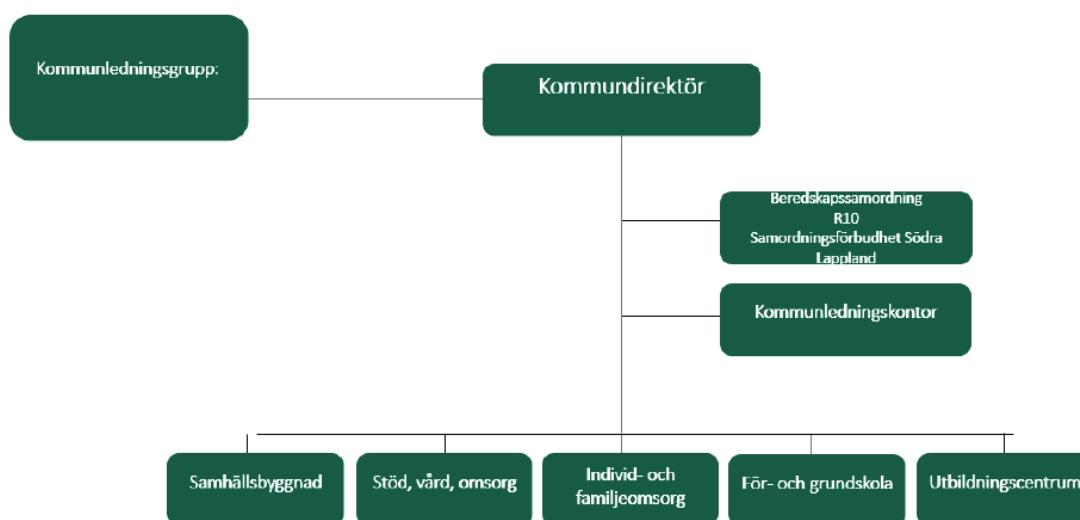 Kommunledningsgrupp:
Kommundirektör
Beredskapssamordning
R10
Samordningsförbudhet Södra
Lappland
Kommunledningskontor
Samhällsbyggnad
Stöd, vård, omsorg
Individ- och
familjeomsorg
För- och grundskola
Utbildningscentrum